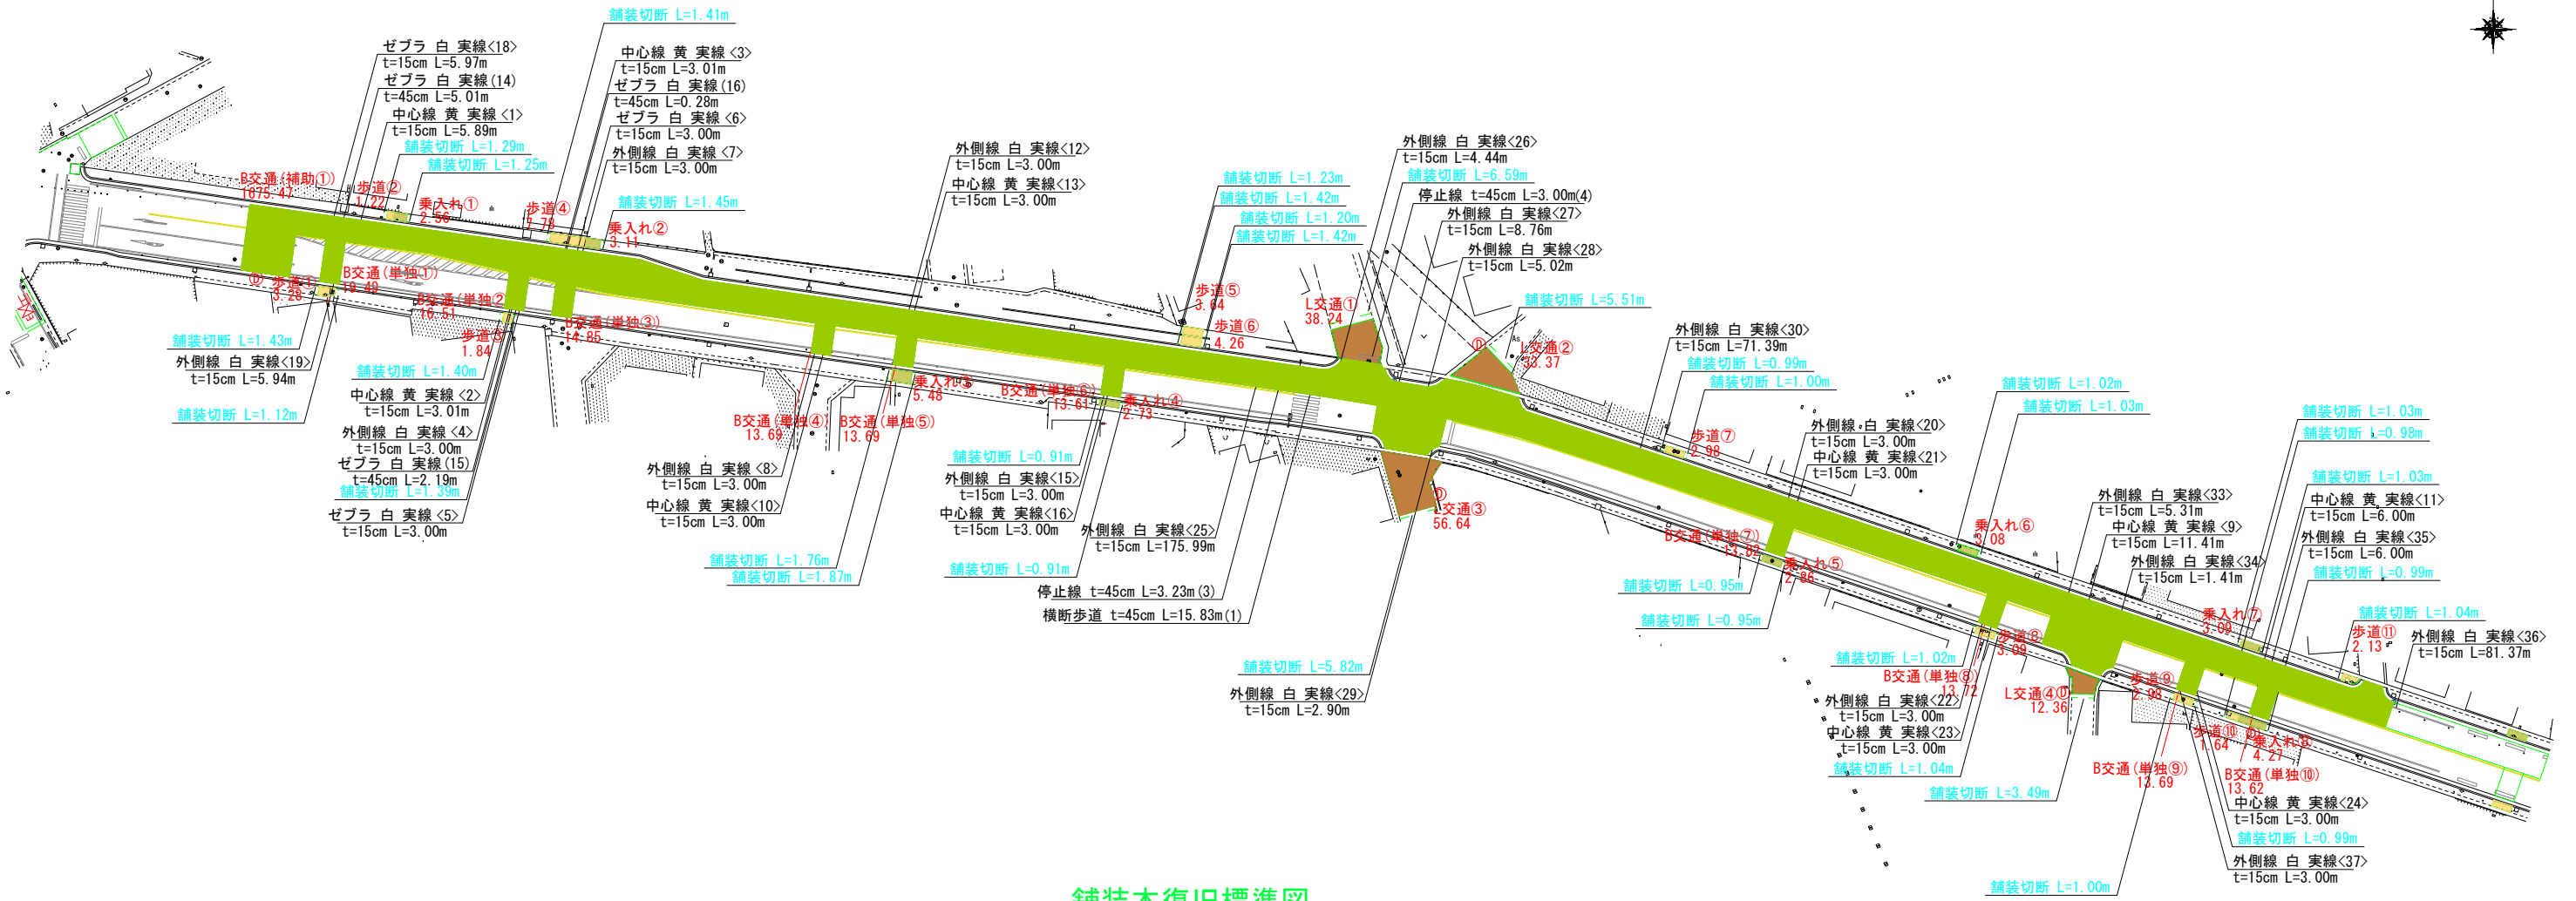 舗装切断 L=1.41m
ゼブラ 白 実線<18>
t=15cm L=5.97m
ゼブラ 白 実線(14)
t=45cm L=5.01m
中心線 黄 実線<1>
t=15cm L=5.89m
舗装切断 L=1.29m
舗装切断 L=1.25m
中心線 黄 実線<3>
t=15cm L=3.01m
ゼブラ 白 実線(16)
t=45cm L=0.28m
ゼブラ 白 実線<6>
t=15cm L=3.00m
外側線 白 実線<7>
t=15cm L=3.00m
舗装切断 L=1.45m
B交通(補助①)
1675.47
歩道②
1.22
乗入れ①
2.56
歩道④
7.78
乗入れ②
3.11
外側線 白 実線<12>
t=15cm L=3.00m
中心線 黄 実線<13>
t=15cm L=3.00m
舗装切断 L=1.23m
舗装切断 L=1.42m
舗装切断 L=1.20m
舗装切断 L=1.42m
外側線 白 実線<26>
t=15cm L=4.44m
舗装切断 L=6.59m
停止線 t=45cm L=3.00m(4)
外側線 白 実線<27>
t=15cm L=8.76m
外側線 白 実線<28>
t=15cm L=5.02m
舗装切断 L=5.51m
歩道①
3.28
B交通(単独①)
19.49
B交通(単独②
16.51
B交通(単独③)
14.85
歩道③
1.84
歩道⑤
3.64
歩道⑥
4.26
L交通①
38.24
L交通②
33.37
As
舗装切断 L=1.43m
外側線 白 実線<19>
t=15cm L=5.94m
舗装切断 L=1.12m
舗装切断 L=1.40m
中心線 黄 実線<2>
t=15cm L=3.01m
外側線 白 実線<4>
t=15cm L=3.00m
ゼブラ 白 実線(15)
t=45cm L=2.19m
舗装切断 L=1.39m
ゼブラ 白 実線<5>
t=15cm L=3.00m
B交通(単独④)
13.69
B交通(単独⑤)
13.69
乗入れ③
5.48
B交通(単独⑥)
13.61
乗入れ④
2.73
外側線 白 実線<8>
t=15cm L=3.00m
中心線 黄 実線<10>
t=15cm L=3.00m
舗装切断 L=1.76m
舗装切断 L=1.87m
舗装切断 L=0.91m
外側線 白 実線<15>
t=15cm L=3.00m
中心線 黄 実線<16>
t=15cm L=3.00m
外側線 白 実線<25>
t=15cm L=175.99m
舗装切断 L=0.91m
停止線 t=45cm L=3.23m(3)
横断歩道 t=45cm L=15.83m(1)
L交通③
56.64
舗装切断 L=5.82m
外側線 白 実線<29>
t=15cm L=2.90m
外側線 白 実線<30>
t=15cm L=71.39m
舗装切断 L=0.99m
舗装切断 L=1.00m
歩道⑦
2.98
外側線 白 実線<20>
t=15cm L=3.00m
中心線 黄 実線<21>
t=15cm L=3.00m
舗装切断 L=1.02m
舗装切断 L=1.03m
乗入れ⑥
3.08
B交通(単独⑦)
13.82
乗入れ⑤
2.86
舗装切断 L=0.95m
舗装切断 L=0.95m
外側線 白 実線<33>
t=15cm L=5.31m
中心線 黄 実線<9>
t=15cm L=11.41m
外側線 白 実線<34>
t=15cm L=1.41m
舗装切断 L=1.03m
舗装切断 L=0.98m
舗装切断 L=1.03m
中心線 黄 実線<11>
t=15cm L=6.00m
外側線 白 実線<35>
t=15cm L=6.00m
舗装切断 L=0.99m
乗入れ⑦
3.09
舗装切断 L=1.04m
歩道⑪
2.13
外側線 白 実線<36>
t=15cm L=81.37m
歩道⑧
3.09
舗装切断 L=1.02m
B交通(単独⑧)
13.72
外側線 白 実線<22>
t=15cm L=3.00m
中心線 黄 実線<23>
t=15cm L=3.00m
舗装切断 L=1.04m
L交通④
12.36
舗装切断 L=3.49m
歩道⑨
2.98
歩道⑩
1.64
乗入れ⑧
4.27
B交通(単独⑨)
13.69
B交通(単独⑩)
13.62
中心線 黄 実線<24>
t=15cm L=3.00m
舗装切断 L=0.99m
外側線 白 実線<37>
t=15cm L=3.00m
舗装切断 L=1.00m
舗装本復旧標準図